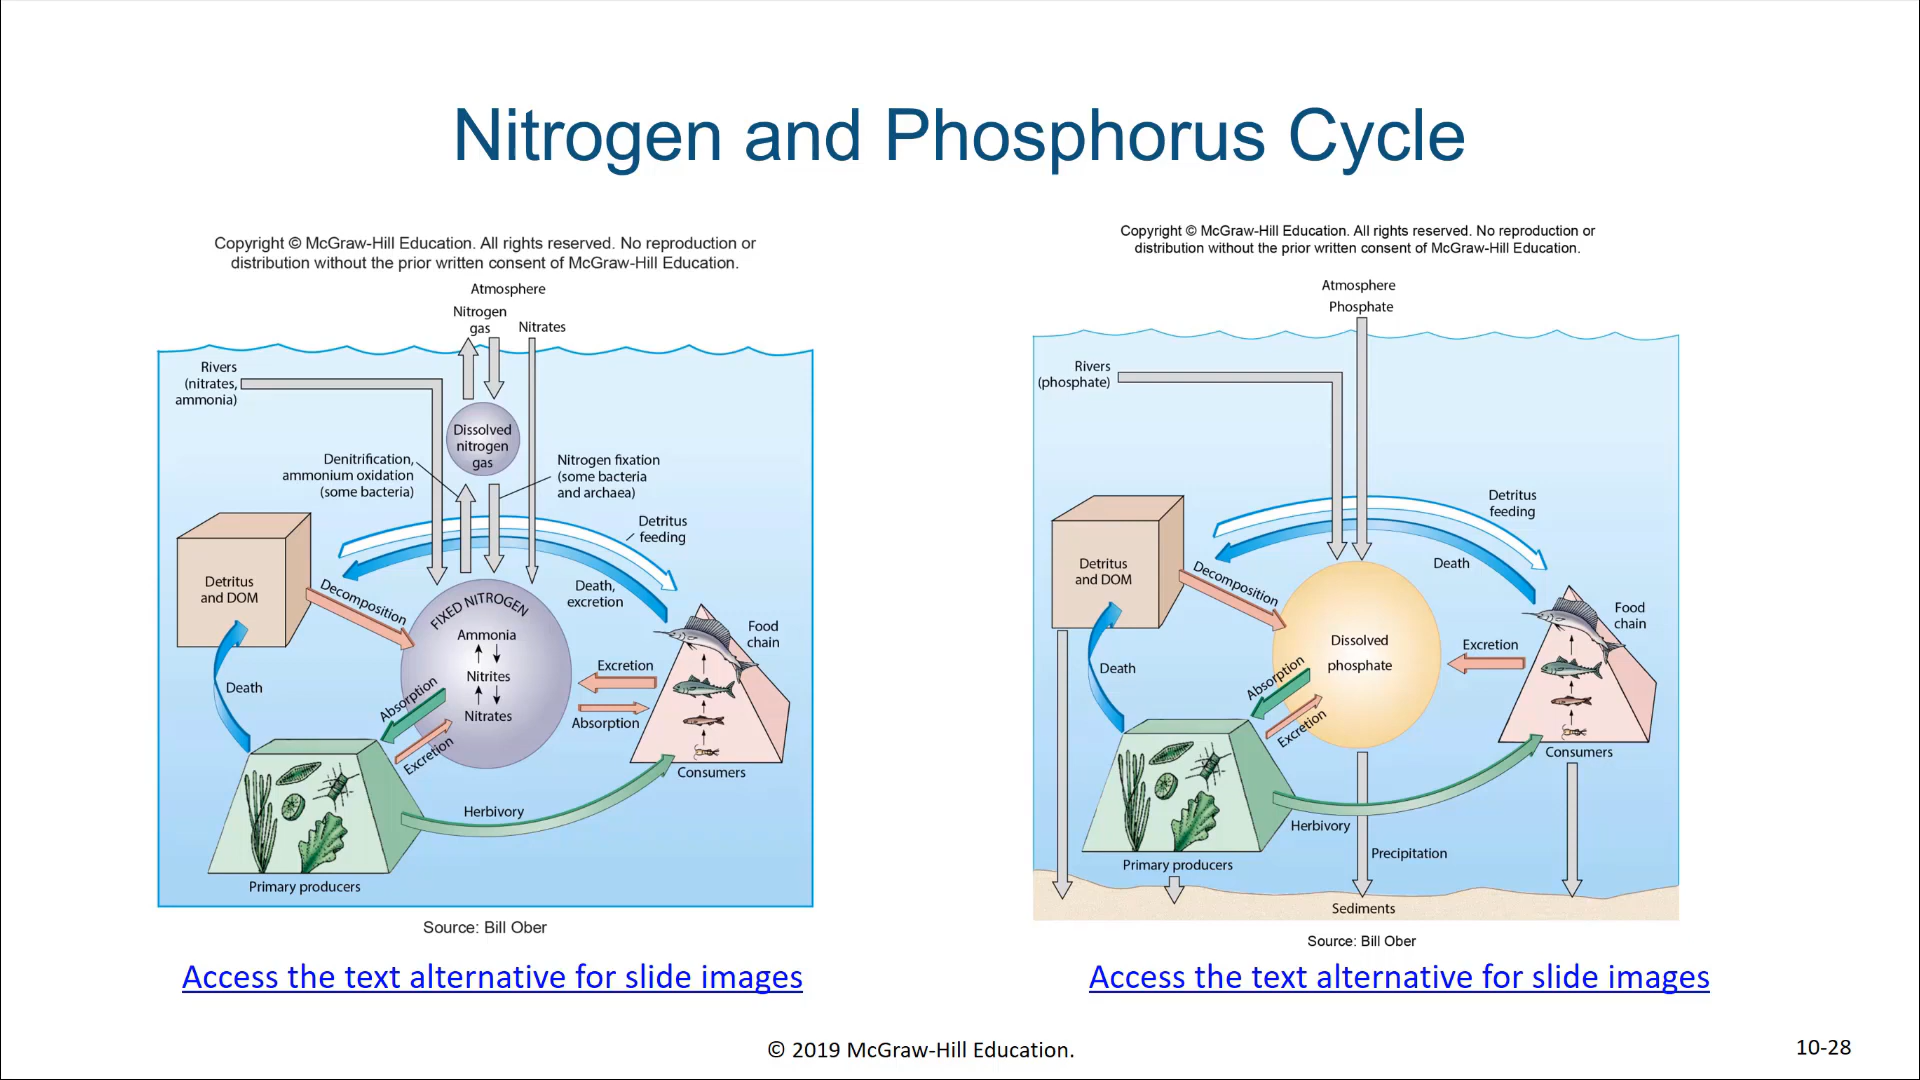 Nitrogen and Phosphorus Cycle
Copyright © McGraw-Hill Education. All rights reserved. No reproduction or
distribution without the prior written consent of McGraw-Hill Education.
Atmosphere
Nitrogen
gas
Nitrates
Rivers
(nitrates,
ammonia)
Dissolved
nitrogen
gas
Denitrification,
ammonium oxidation
(some bacteria)
Nitrogen fixation
(some bacteria
and archaea)
Detritus
feeding
Detritus
and DOM
Decomposition
Death,
excretion
FIXED NITROGEN
Ammonia
Nitrites
Nitrates
Food
chain
Excretion
Absorption
Death
Absorption
Excretion
Consumers
Herbivory
Primary producers
Source: Bill Ober
Access the text alternative for slide images
Copyright © McGraw-Hill Education. All rights reserved. No reproduction or
distribution without the prior written consent of McGraw-Hill Education.
Atmosphere
Phosphate
Rivers
(phosphate)
Detritus
feeding
Detritus
and DOM
Decomposition
Death
Food
chain
Dissolved
phosphate
Excretion
Death
Absorption
Excretion
Consumers
Herbivory
Precipitation
Primary producers
Sediments
Source: Bill Ober
Access the text alternative for slide images
© 2019 McGraw-Hill Education.
10-28